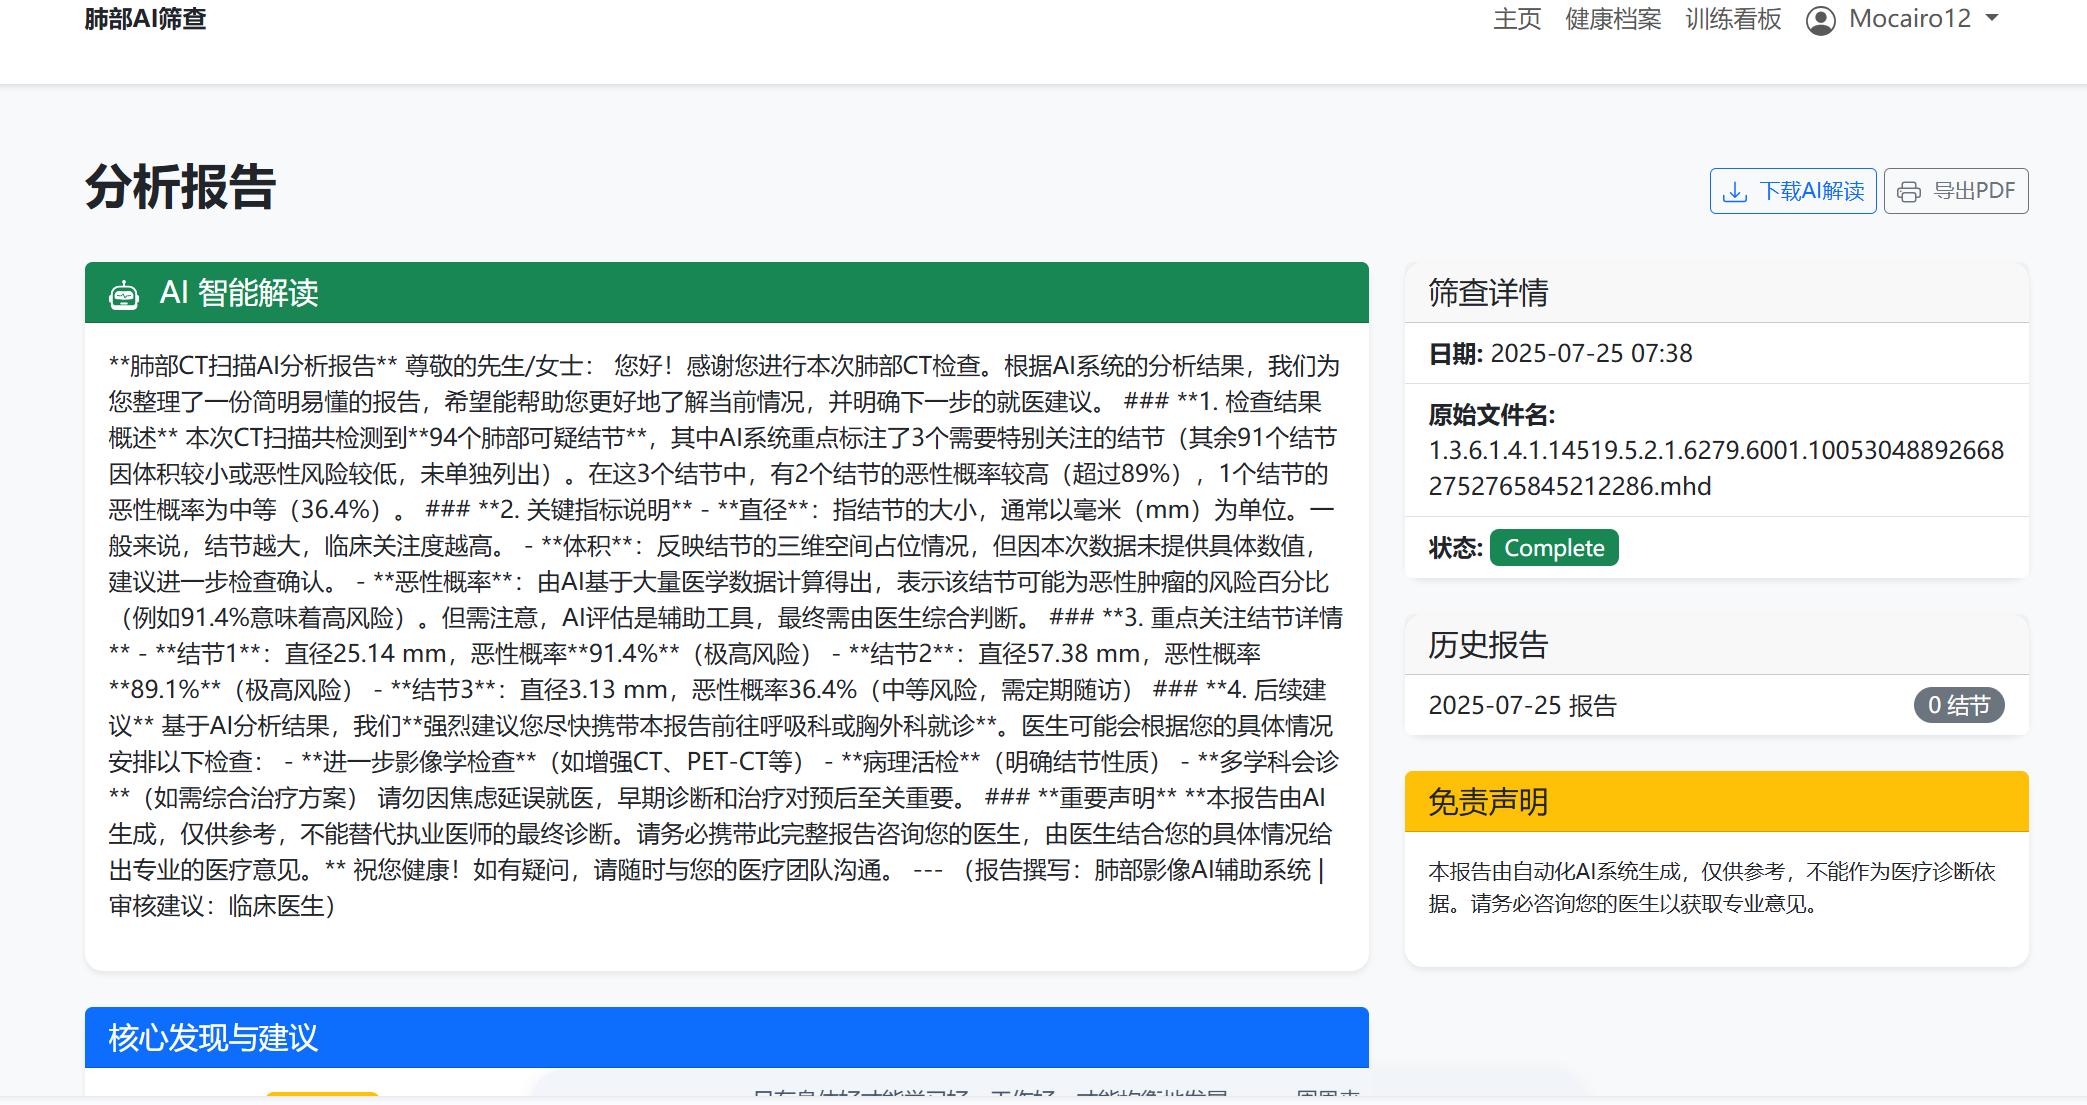 肺部AI筛查
主页 健康档案 训练看板 Mocairo12
分析报告
下载AI解读 导出PDF
AI 智能解读
**肺部CT扫描AI分析报告** 尊敬的先生/女士： 您好！感谢您进行本次肺部CT检查。根据AI系统的分析结果，我们为
您整理了一份简明易懂的报告，希望能帮助您更好地了解当前情况，并明确下一步的就医建议。 ### **1. 检查结果
概述** 本次CT扫描共检测到**94个肺部可疑结节**，其中AI系统重点标注了3个需要特别关注的结节（其余91个结节
因体积较小或恶性风险较低，未单独列出）。在这3个结节中，有2个结节的恶性概率较高（超过89%），1个结节的
恶性概率为中等（36.4%）。 ### **2. 关键指标说明** - **直径**：指结节的大小，通常以毫米（mm）为单位。一
般来说，结节越大，临床关注度越高。 - **体积**：反映结节的三维空间占位情况，但因本次数据未提供具体数值，
建议进一步检查确认。 - **恶性概率**：由AI基于大量医学数据计算得出，表示该结节可能为恶性肿瘤的风险百分比
（例如91.4%意味着高风险）。但需注意，AI评估是辅助工具，最终需由医生综合判断。 ### **3. 重点关注结节详情
** - **结节1**：直径25.14 mm，恶性概率**91.4%**（极高风险） - **结节2**：直径57.38 mm，恶性概率
**89.1%**（极高风险） - **结节3**：直径3.13 mm，恶性概率36.4%（中等风险，需定期随访） ### **4. 后续建
议** 基于AI分析结果，我们**强烈建议您尽快携带本报告前往呼吸科或胸外科就诊**。医生可能会根据您的具体情况
安排以下检查： - **进一步影像学检查**（如增强CT、PET-CT等） - **病理活检**（明确结节性质） - **多学科会诊
**（如需综合治疗方案） 请勿因焦虑延误就医，早期诊断和治疗对预后至关重要。 ### **重要声明** **本报告由AI
生成，仅供参考，不能替代执业医师的最终诊断。请务必携带此完整报告咨询您的医生，由医生结合您的具体情况给
出专业的医疗意见。** 祝您健康！如有疑问，请随时与您的医疗团队沟通。 --- （报告撰写：肺部影像AI辅助系统 |
审核建议：临床医生）
核心发现与建议
筛查详情
日期: 2025-07-25 07:38
原始文件名:
1.3.6.1.4.1.14519.5.2.1.6279.6001.10053048892668
2752765845212286.mhd
状态: Complete
历史报告
2025-07-25 报告 0 结节
免责声明
本报告由自动化AI系统生成，仅供参考，不能作为医疗诊断依
据。请务必咨询您的医生以获取专业意见。